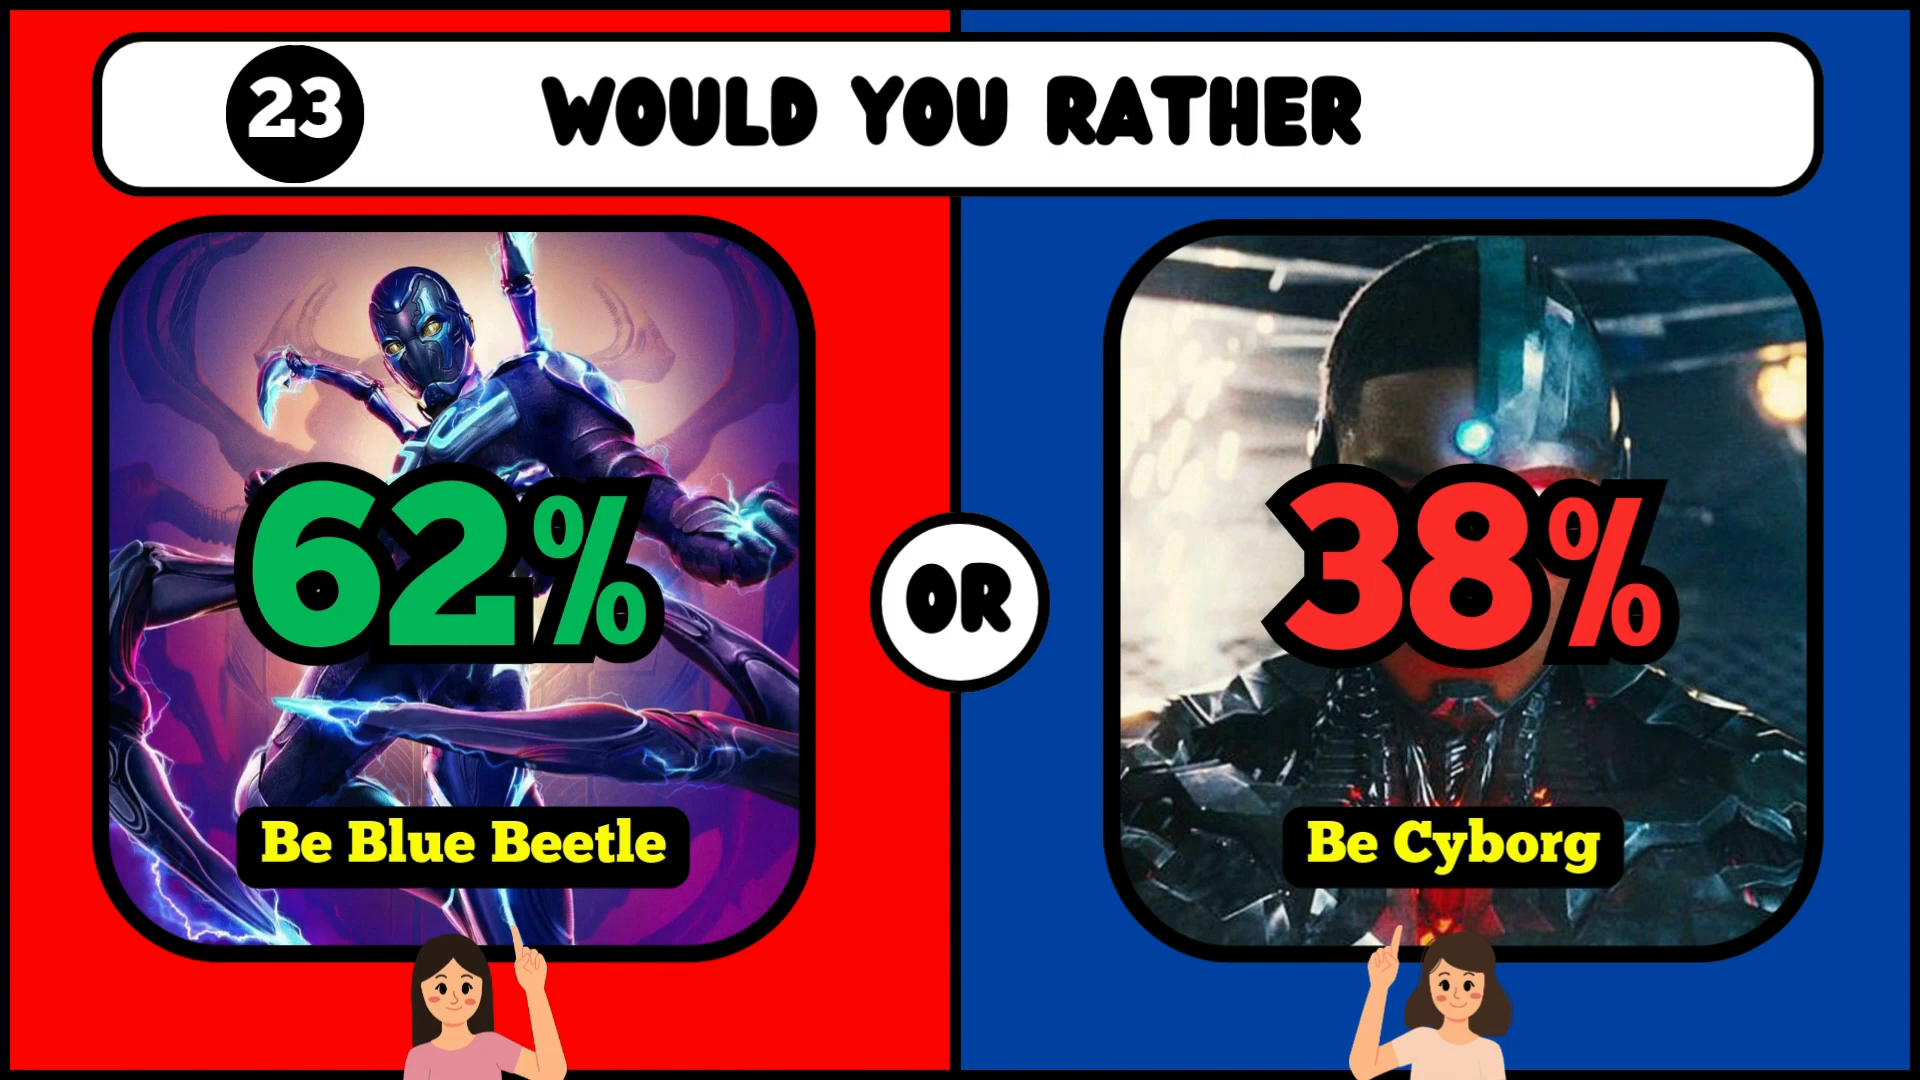 23
WOULD YOU RATHER
62%
OR
38%
Be Blue Beetle
Be Cyborg